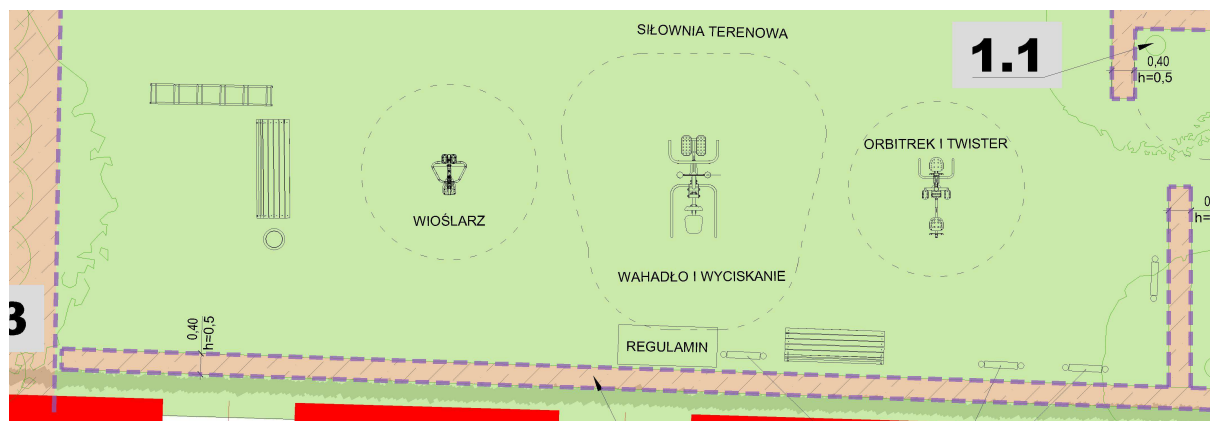 SIŁOWNIA TERENOWA
1.1
0,40
h=0,5
ORBITREK I TWISTER
WIOŚLARZ
WAHADŁO I WYCISKANIE
3
0,40
h=0,5
REGULAMIN